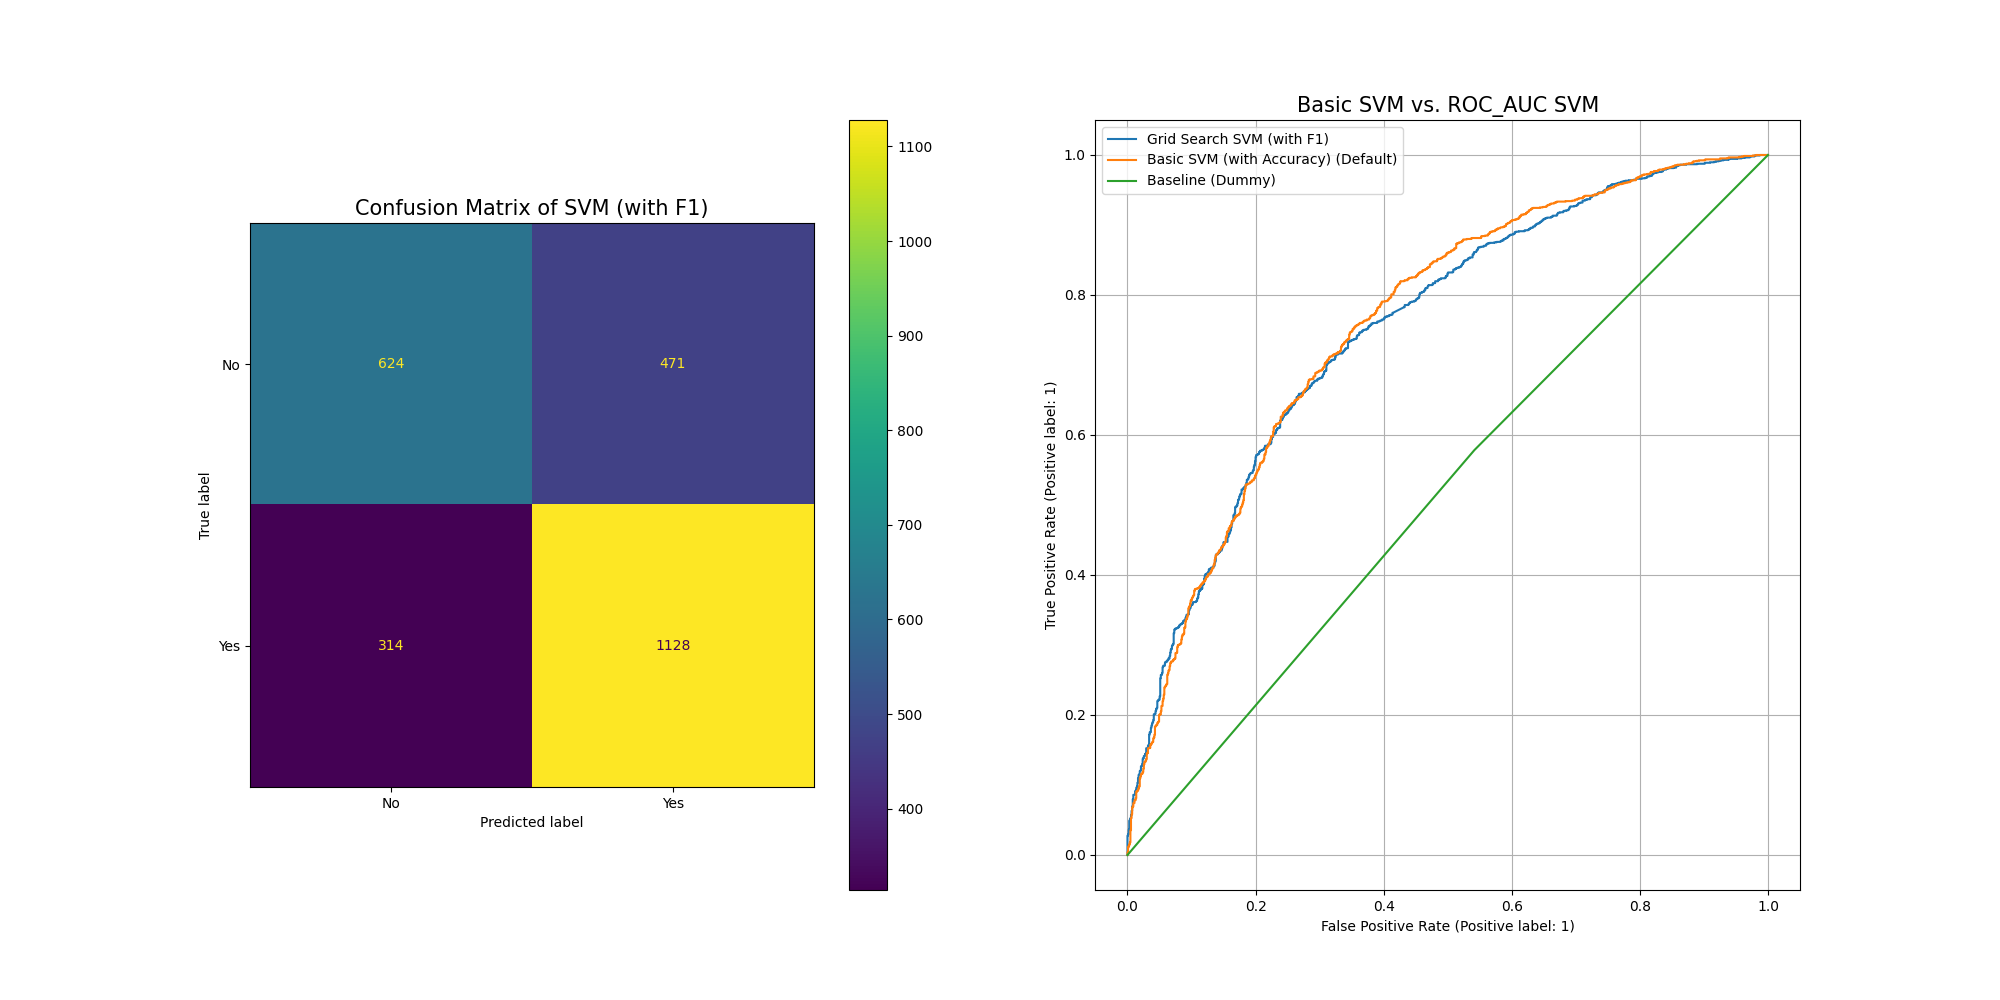 Confusion Matrix of SVM (with F1)
True label
No
Yes
624
471
314
1128
No
Yes
Predicted label
1100
1000
900
800
700
600
500
400
Basic SVM vs. ROC_AUC SVM
Grid Search SVM (with F1)
Basic SVM (with Accuracy) (Default)
Baseline (Dummy)
True Positive Rate (Positive label: 1)
1.0
0.8
0.6
0.4
0.2
0.0
0.0
0.2
0.4
0.6
0.8
1.0
False Positive Rate (Positive label: 1)